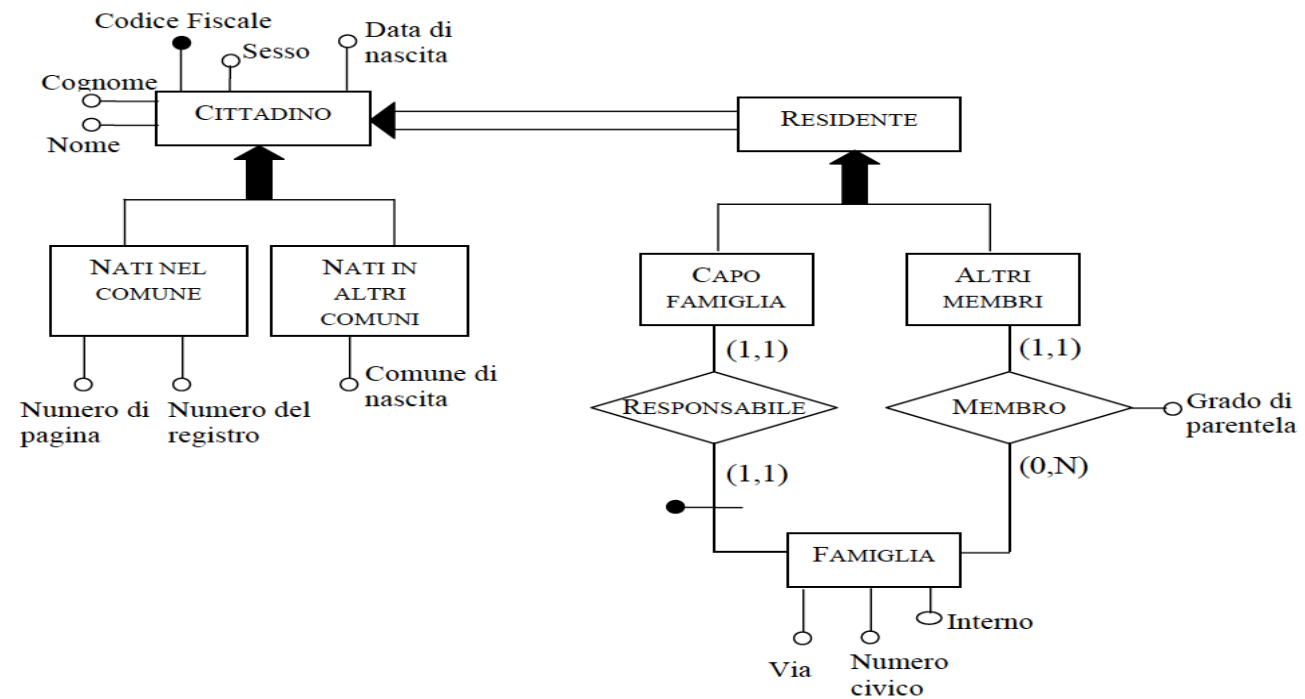 Codice Fiscale
Sesso
Data di
nascita
Cognome
CITTADINO
RESIDENTE
Nome
NATI NEL
COMUNE
NATI IN
ALTRI
COMUNI
CAPO
FAMIGLIA
ALTRI
MEMBRI
(1,1)
(1,1)
Numero di
pagina
Numero del
registro
Comune di
nascita
RESPONSABILE
MEMBRO
Grado di
parentela
(1,1)
(0,N)
FAMIGLIA
Interno
Via
Numero
civico